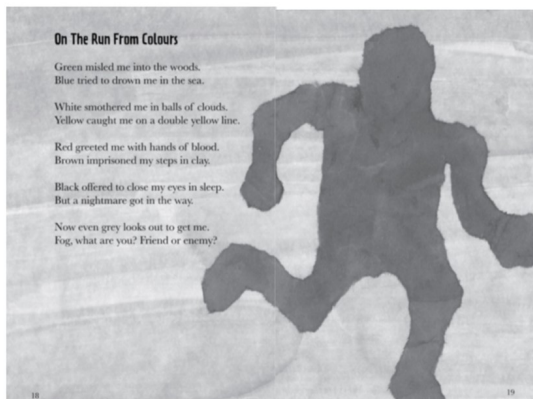 On The Run From Colours
Green misled me into the woods.
Blue tried to drown me in the sea.
White smothered me in balls of clouds.
Yellow caught me on a double yellow line.
Red greeted me with hands of blood.
Brown imprisoned my steps in clay.
Black offered to close my eyes in sleep.
But a nightmare got in the way.
Now even grey looks out to get me.
Fog, what are you? Friend or enemy?
18
19